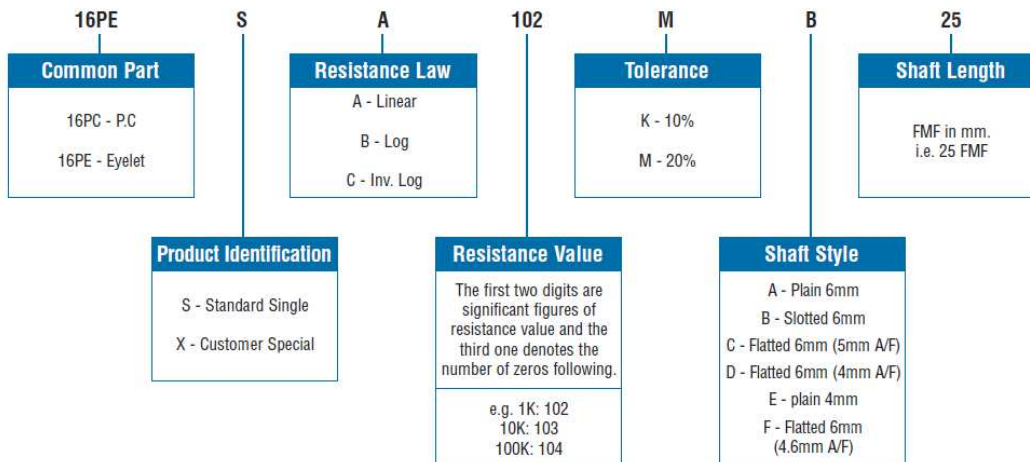 16PE S A 102 M B 25
Common Part
16PC - P.C
16PE - Eyelet
Resistance Law
A - Linear
B - Log
C - Inv. Log
Tolerance
K - 10%
M - 20%
Shaft Length
FMF in mm.
i.e. 25 FMF
Product Identification
S - Standard Single
X - Customer Special
Resistance Value
The first two digits are
significant figures of
resistance value and the
third one denotes the
number of zeros following.
e.g. 1K: 102
10K: 103
100K: 104
Shaft Style
A - Plain 6mm
B - Slotted 6mm
C - Flatted 6mm (5mm A/F)
D - Flatted 6mm (4mm A/F)
E - plain 4mm
F - Flatted 6mm
(4.6mm A/F)